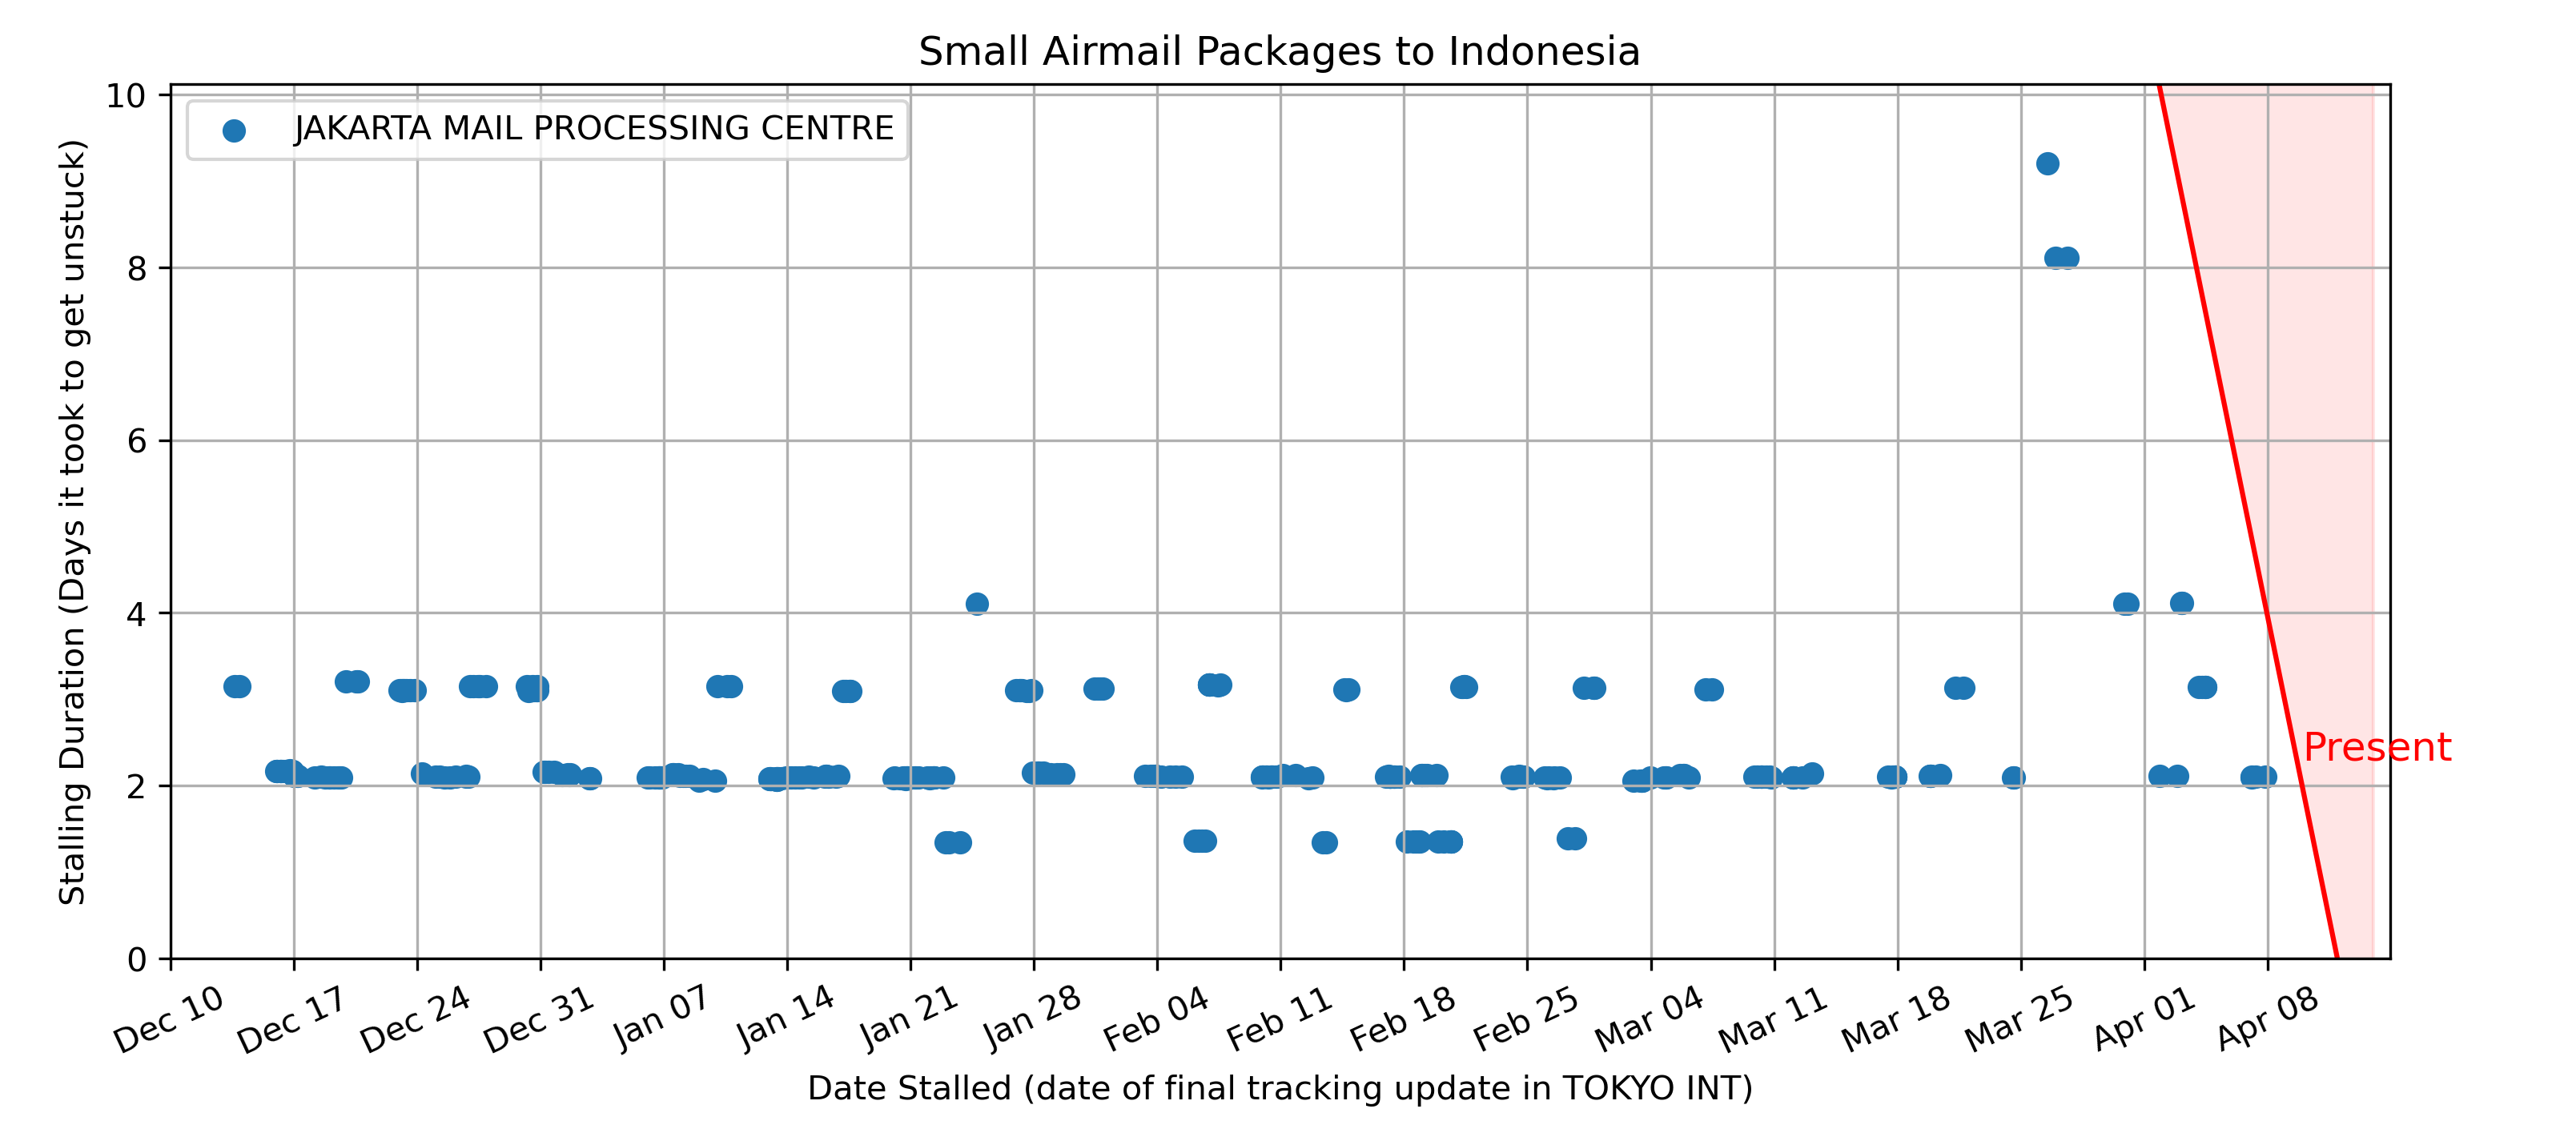 Small Airmail Packages to Indonesia
JAKARTA MAIL PROCESSING CENTRE
Stalling Duration (Days it took to get unstuck)
10
8
6
4
2
0
Present
Dec 10
Dec 17
Dec 24
Dec 31
Jan 07
Jan 14
Jan 21
Jan 28
Feb 04
Feb 11
Feb 18
Feb 25
Mar 04
Mar 11
Mar 18
Mar 25
Apr 01
Apr 08
Date Stalled (date of final tracking update in TOKYO INT)